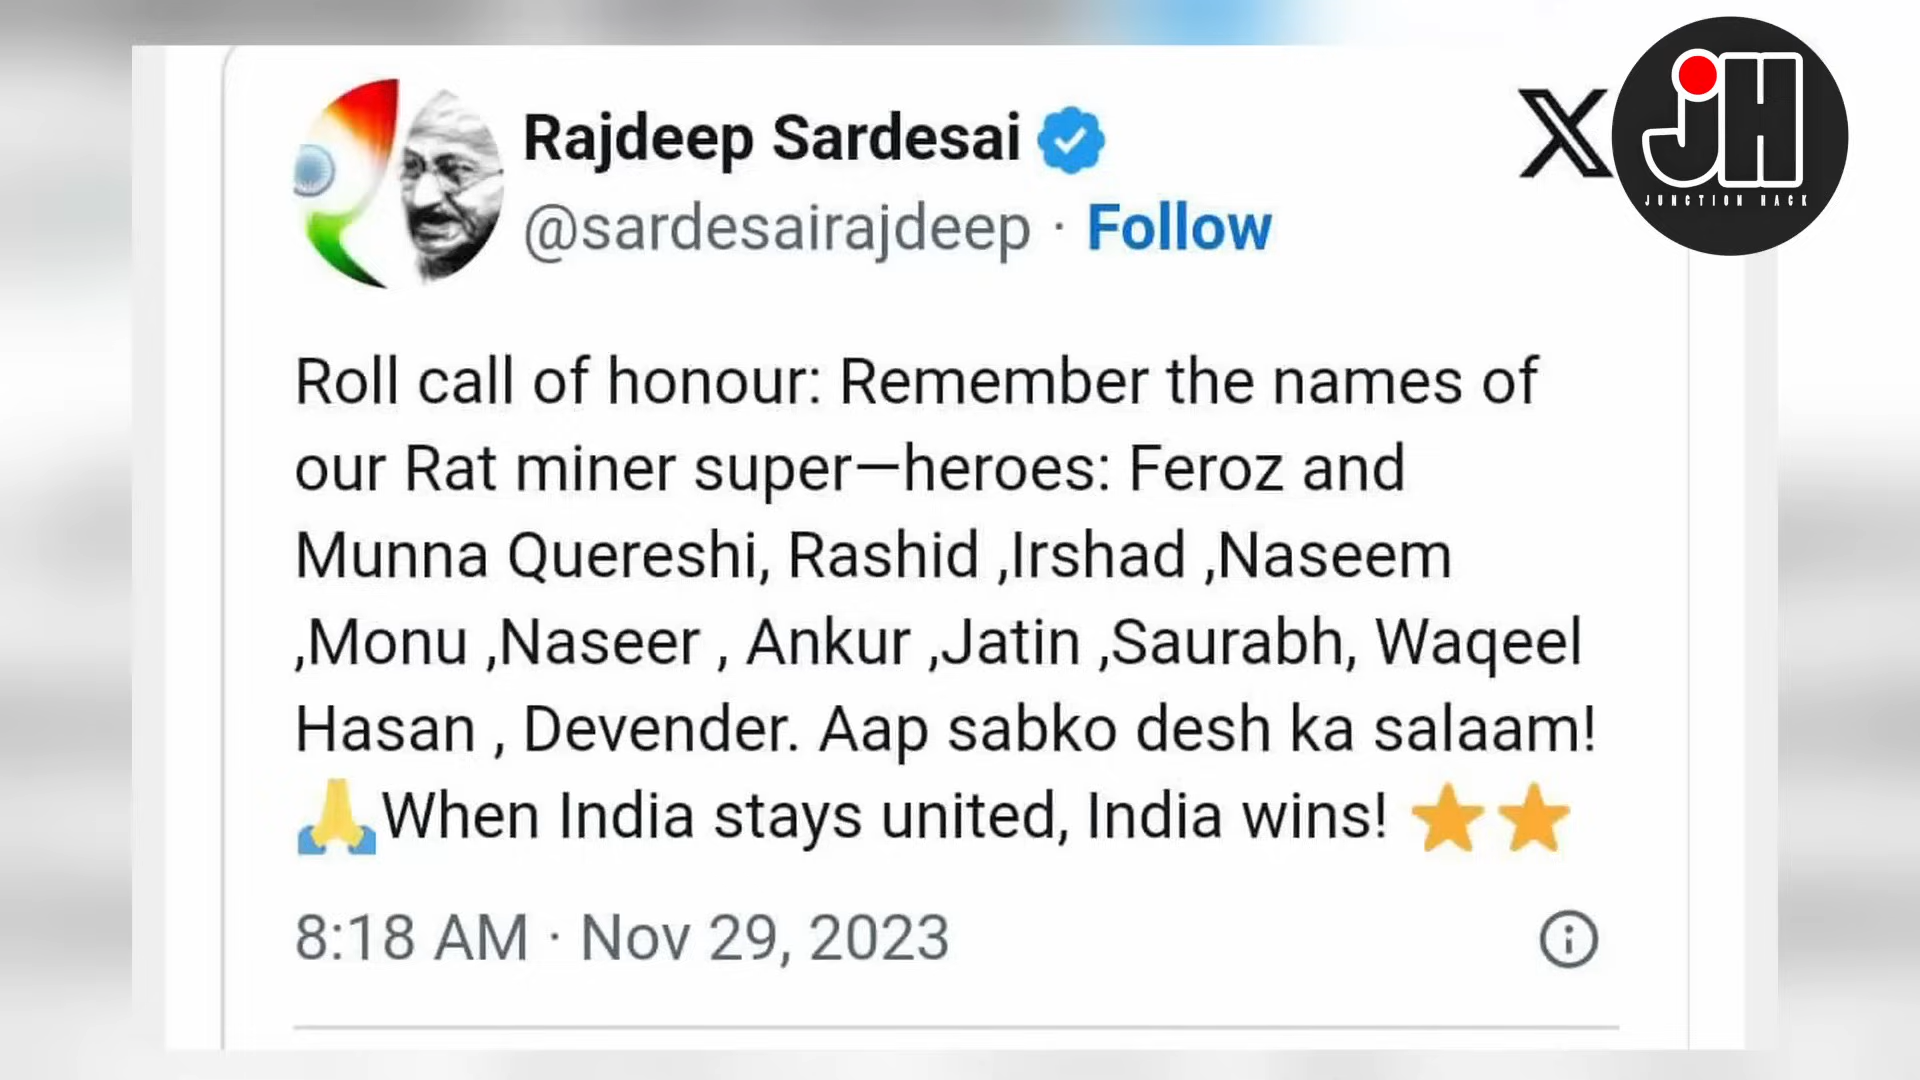 Rajdeep Sardesai
@sardesairajdeep · Follow
X
JH
JUNCTION HACK
Roll call of honour: Remember the names of
our Rat miner super—heroes: Feroz and
Munna Quereshi, Rashid ,Irshad ,Naseem
,Monu ,Naseer , Ankur ,Jatin ,Saurabh, Waqeel
Hasan , Devender. Aap sabko desh ka salaam!
🙏When India stays united, India wins! ⭐⭐
8:18 AM · Nov 29, 2023